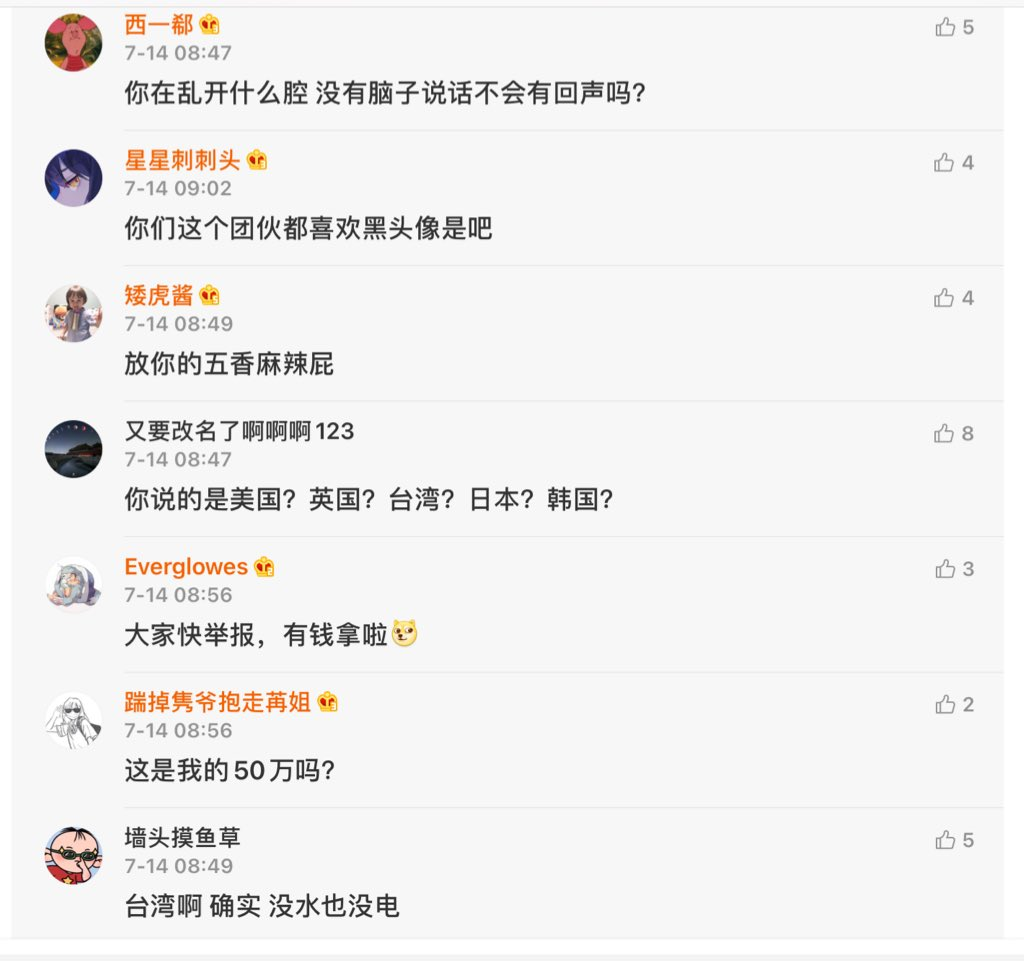 西一郗
5
7-14 08:47
你在乱开什么腔 没有脑子说话不会有回声吗?
星星刺刺头
4
7-14 09:02
你们这个团伙都喜欢黑头像是吧
矮虎酱
4
7-14 08:49
放你的五香麻辣屁
又要改名了啊啊啊123
8
7-14 08:47
你说的是美国？英国？台湾？日本？韩国？
Everglowes
3
7-14 08:56
大家快举报，有钱拿啦
踹掉隽爷抱走苒姐
2
7-14 08:56
这是我的50万吗?
墙头摸鱼草
5
7-14 08:49
台湾啊 确实 没水也没电